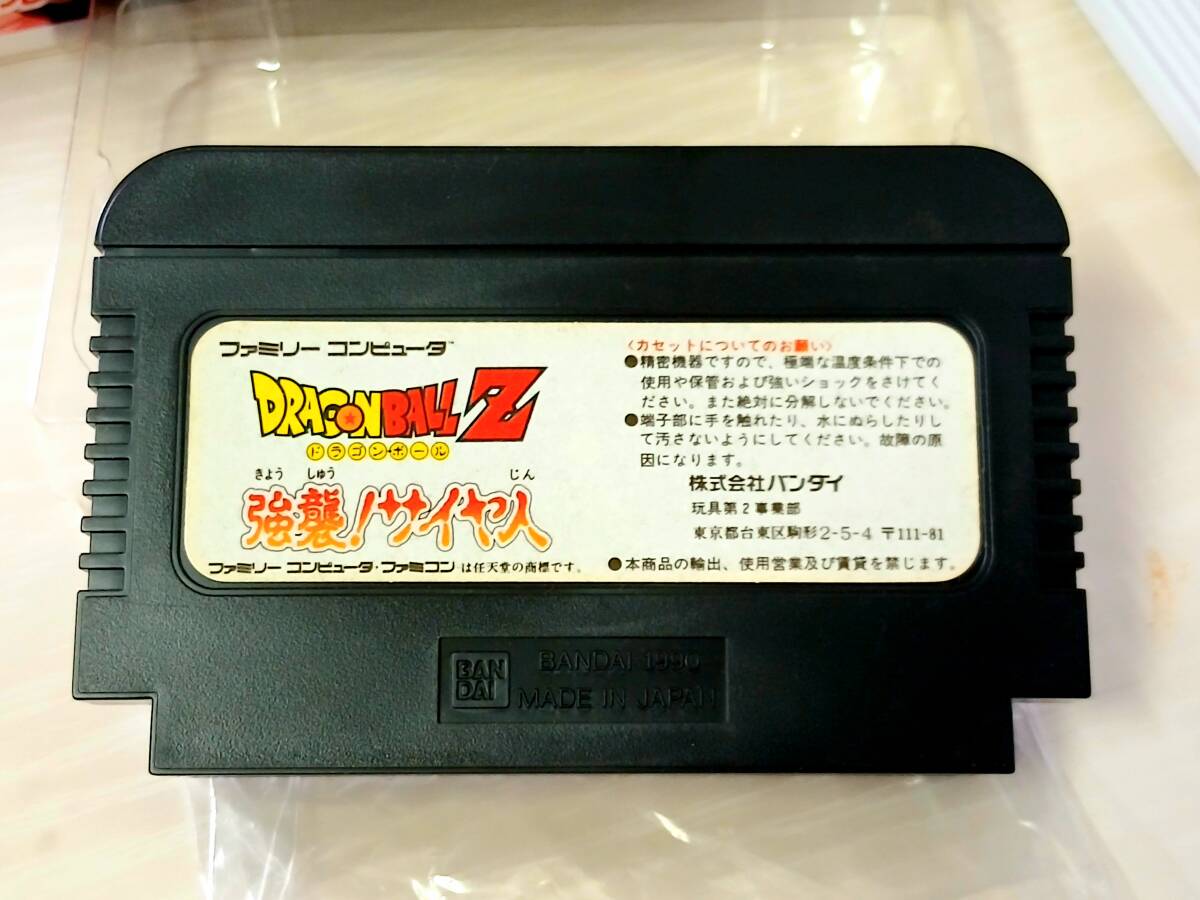 ファミリー コンピュータ™
DRAGON BALL Z
ドラゴンボール
きょう しゅう じん
強襲!サイヤ人
ファミリー コンピュータ・ファミコンは任天堂の商標です。
〈カセットについてのお願い〉
●精密機器ですので、極端な温度条件下での
使用や保管および強いショックをさけてく
ださい。また絶対に分解しないでください。
●端子部に手を触れたり、水にぬらしたりし
て汚さないようにしてください。故障の原
因になります。
株式会社バンダイ
玩具第2事業部
東京都台東区駒形2-5-4 〒111-81
●本商品の輸出、使用営業及び賃貸を禁じます。
BAN
DAI
BANDAI 1990
MADE IN JAPAN